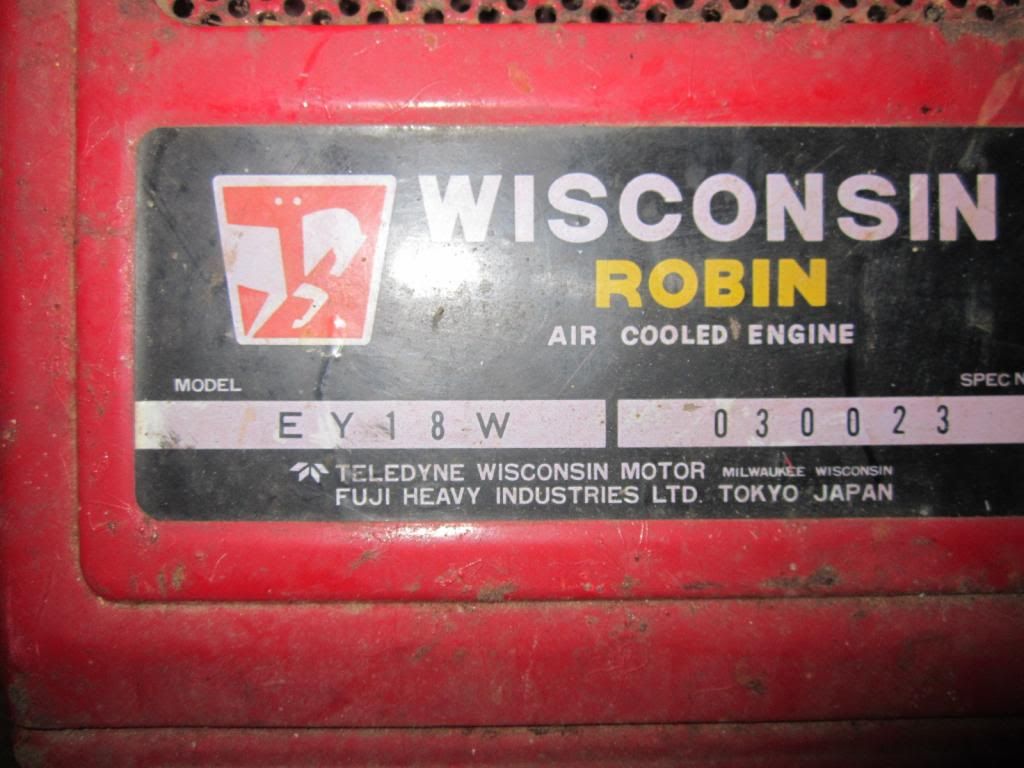 WISCONSIN
ROBIN
AIR COOLED ENGINE
MODEL SPEC N
EY18W 030023
TELEDYNE WISCONSIN MOTOR MILWAUKEE WISCONSIN
FUJI HEAVY INDUSTRIES LTD. TOKYO JAPAN